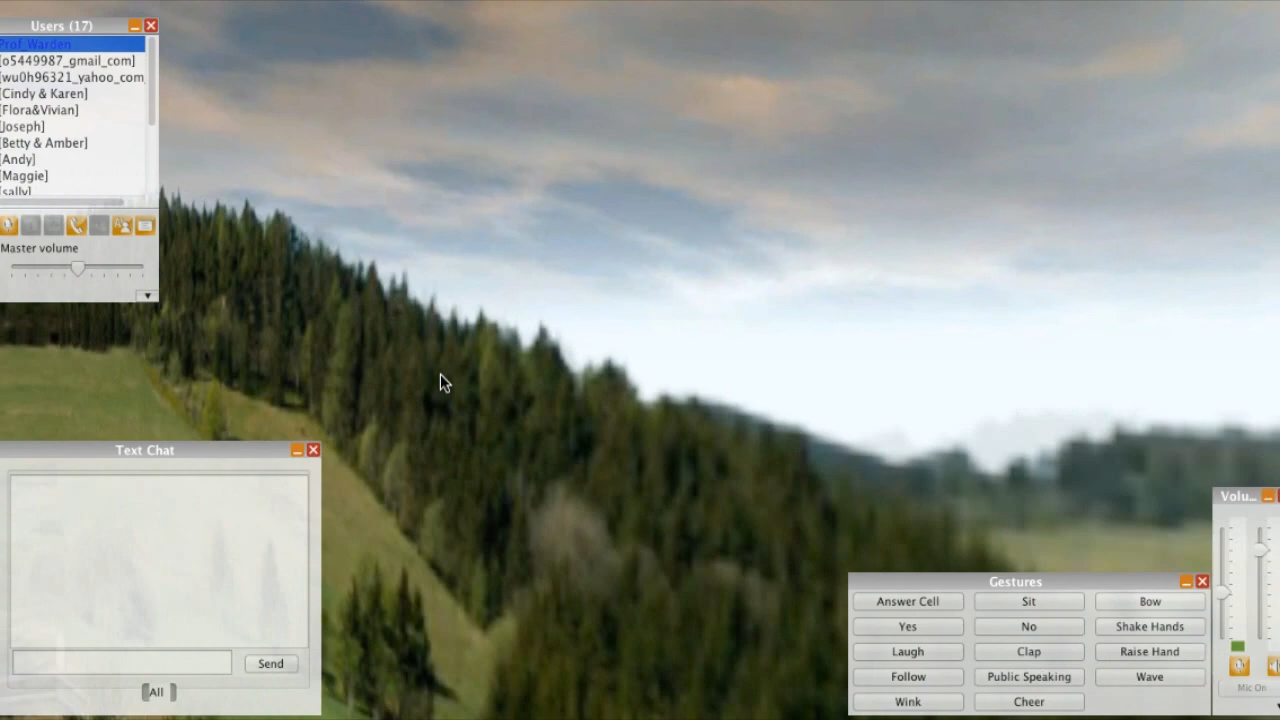 Users (17)
Prof_Warden
[o5449987_gmail_com]
[wu0h96321_yahoo_com
[Cindy & Karen]
[Flora&Vivian]
[Joseph]
[Betty & Amber]
[Andy]
[Maggie]
[sally]
Master volume
Text Chat
Send
All
Gestures
Answer Cell
Sit
Bow
Yes
No
Shake Hands
Laugh
Clap
Raise Hand
Follow
Public Speaking
Wave
Wink
Cheer
Volu...
Mic On